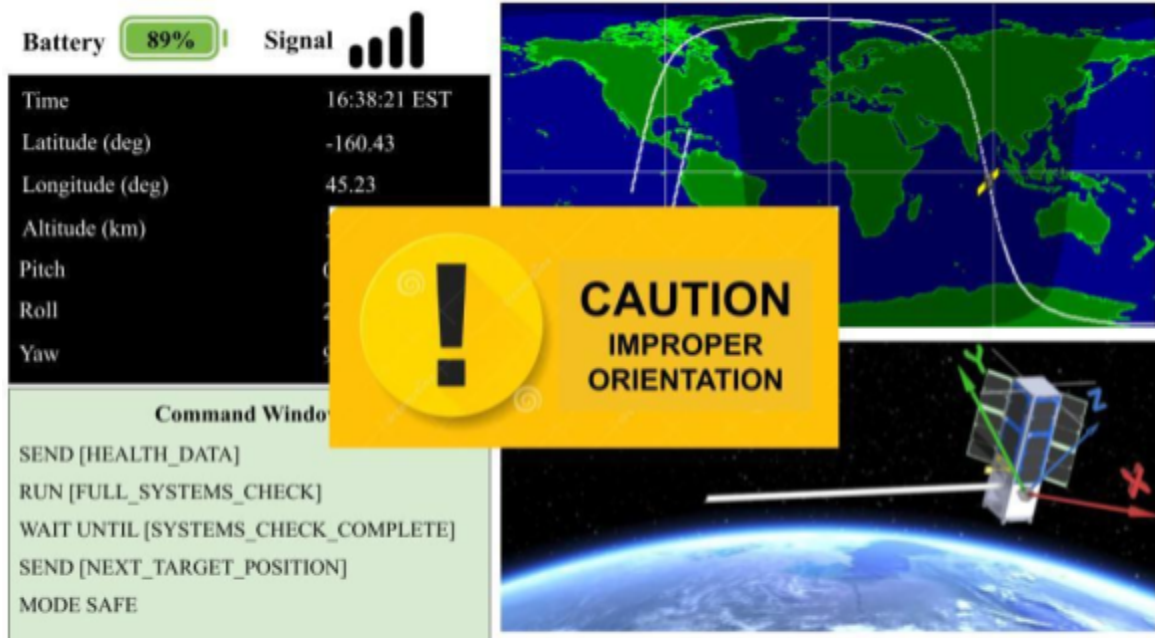 Battery 89% Signal
Time 16:38:21 EST
Latitude (deg) -160.43
Longitude (deg) 45.23
Altitude (km)
Pitch
Roll
Yaw
CAUTION
IMPROPER
ORIENTATION
Command
SEND [HEALTH_DATA]
RUN [FULL_SYSTEMS_CHECK]
WAIT UNTIL [SYSTEMS_CHECK_COMPLETE]
SEND [NEXT_TARGET_POSITION]
MODE SAFE
Y
Z
X